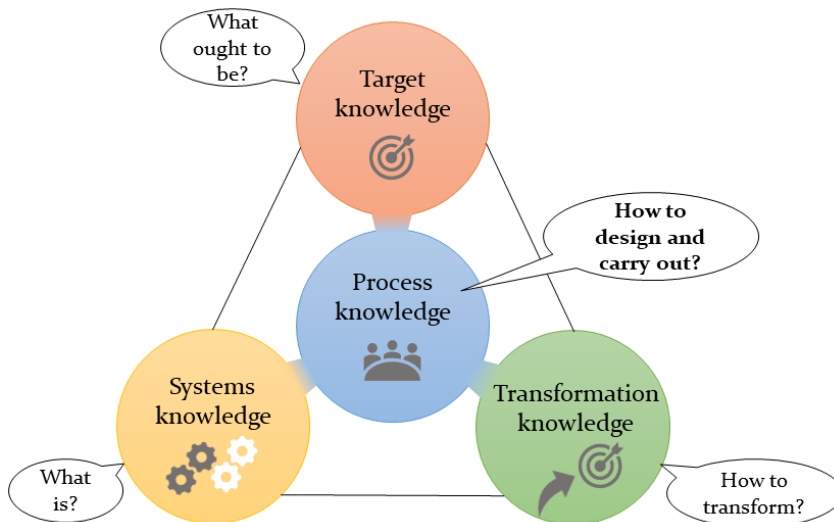 What
ought to
be?
Target
knowledge
How to
design and
carry out?
Process
knowledge
Systems
knowledge
Transformation
knowledge
What
is?
How to
transform?